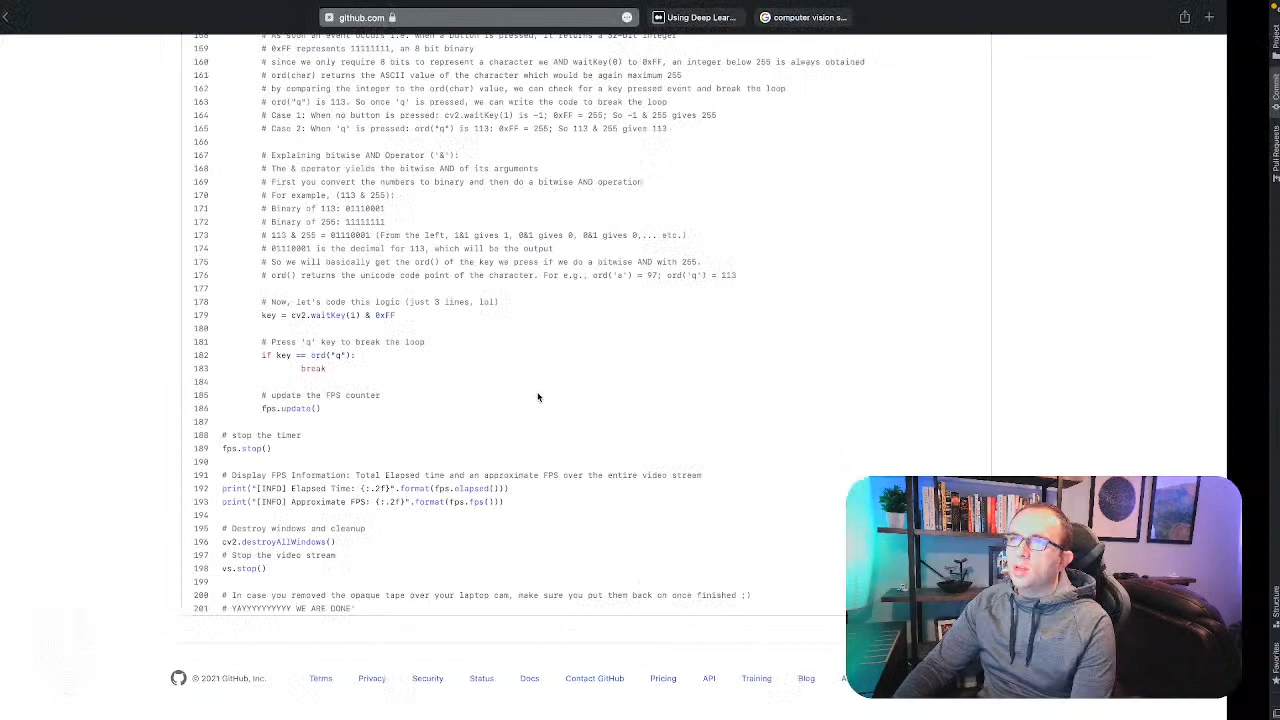 github.com
Using Deep Lear...
computer vision s...
158 # As soon an event occurs i.e. when a button is pressed, it returns a 32-bit integer
159 # 0xFF represents 11111111, an 8 bit binary
160 # since we only require 8 bits to represent a character we AND waitKey(0) to 0xFF, an integer below 255 is always obtained
161 # ord(char) returns the ASCII value of the character which would be again maximum 255
162 # by comparing the integer to the ord(char) value, we can check for a key pressed event and break the loop
163 # ord("q") is 113. So once 'q' is pressed, we can write the code to break the loop
164 # Case 1: When no button is pressed: cv2.waitKey(1) is -1; 0xFF = 255; So -1 & 255 gives 255
165 # Case 2: When 'q' is pressed: ord("q") is 113: 0xFF = 255; So 113 & 255 gives 113
166
167 # Explaining bitwise AND Operator ('&'):
168 # The & operator yields the bitwise AND of its arguments
169 # First you convert the numbers to binary and then do a bitwise AND operation
170 # For example, (113 & 255):
171 # Binary of 113: 01110001
172 # Binary of 255: 11111111
173 # 113 & 255 = 01110001 (From the left, 1&1 gives 1, 0&1 gives 0, 0&1 gives 0,... etc.)
174 # 01110001 is the decimal for 113, which will be the output
175 # So we will basically get the ord() of the key we press if we do a bitwise AND with 255.
176 # ord() returns the unicode code point of the character. For e.g., ord('a') = 97; ord('q') = 113
177
178 # Now, let's code this logic (just 3 lines, lol)
179 key = cv2.waitKey(1) & 0xFF
180
181 # Press 'q' key to break the loop
182 if key == ord("q"):
183 break
184
185 # update the FPS counter
186 fps.update()
187
188 # stop the timer
189 fps.stop()
190
191 # Display FPS Information: Total Elapsed time and an approximate FPS over the entire video stream
192 print("[INFO] Elapsed Time: {:.2f}".format(fps.elapsed()))
193 print("[INFO] Approximate FPS: {:.2f}".format(fps.fps()))
194
195 # Destroy windows and cleanup
196 cv2.destroyAllWindows()
197 # Stop the video stream
198 vs.stop()
199
200 # In case you removed the opaque tape over your laptop cam, make sure you put them back on once finished ;)
201 # YAYYYYYYYYYY WE ARE DONE'
© 2021 GitHub, Inc.
Terms
Privacy
Security
Status
Docs
Contact GitHub
Pricing
API
Training
Blog
Project
Commit
Pull Requests
Structure
Favorites